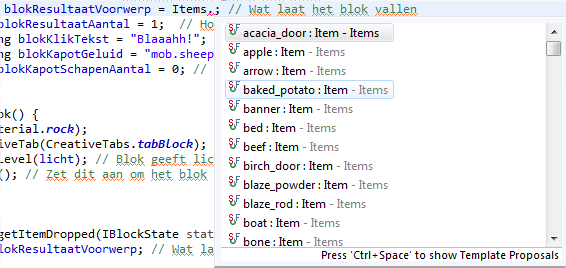 blokResultaatVoorwerp = Items.; // Wat laat het blok vallen
blokResultaatAantal = 1; // Ho
ng blokKlikTekst = "Blaaahh!";
ng blokKapotGeluid = "mob.sheep
blokKapotSchapenAantal = 0; //
ok() {
terial.rock);
iveTab(CreativeTabs.tabBlock);
Level(licht); // Blok geeft lic
(); // Zet dit aan om het blok
getItemDropped(IBlockState stat
lokResultaatVoorwerp; // Wat la
acacia_door : Item - Items
apple : Item - Items
arrow : Item - Items
baked_potato : Item - Items
banner : Item - Items
bed : Item - Items
beef : Item - Items
birch_door : Item - Items
blaze_powder : Item - Items
blaze_rod : Item - Items
boat : Item - Items
bone : Item - Items
Press 'Ctrl+Space' to show Template Proposals